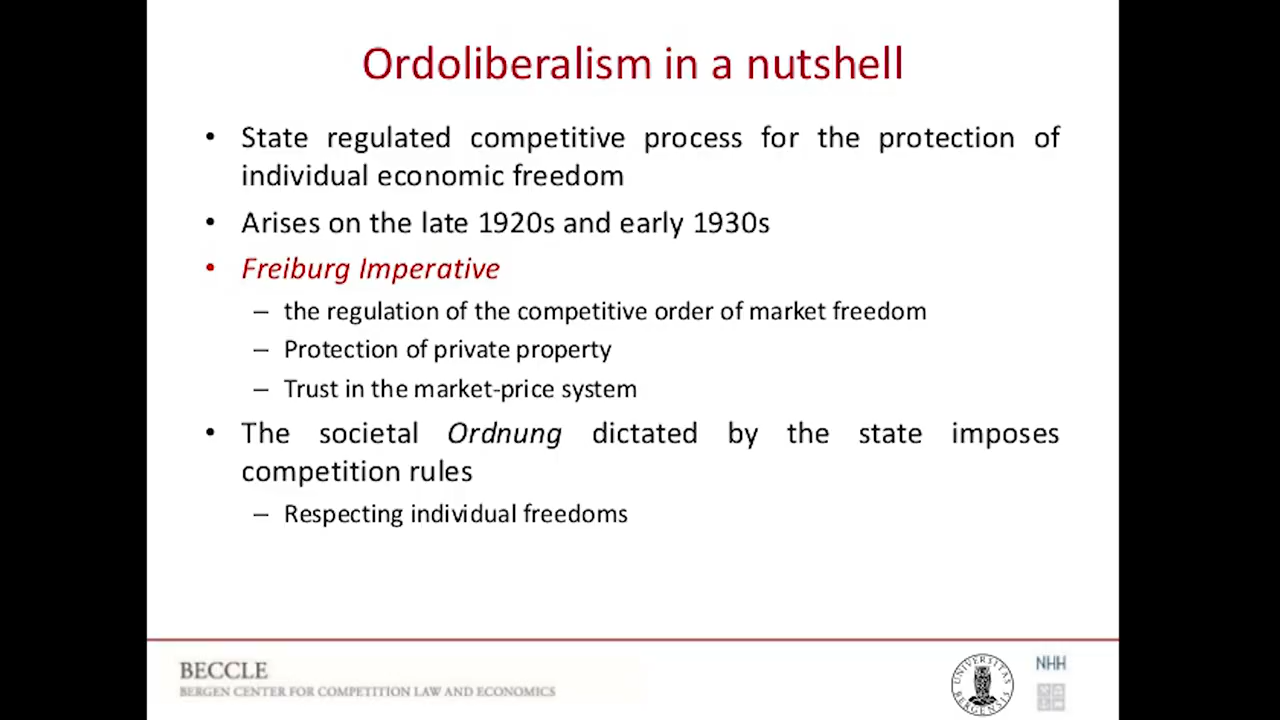 Ordoliberalism in a nutshell
• State regulated competitive process for the protection of
individual economic freedom
• Arises on the late 1920s and early 1930s
• Freiburg Imperative
– the regulation of the competitive order of market freedom
– Protection of private property
– Trust in the market-price system
• The societal Ordnung dictated by the state imposes
competition rules
– Respecting individual freedoms
BECCLE
BERGEN CENTER FOR COMPETITION LAW AND ECONOMICS
UNIVERSITAS
BERGENSIS
NHH